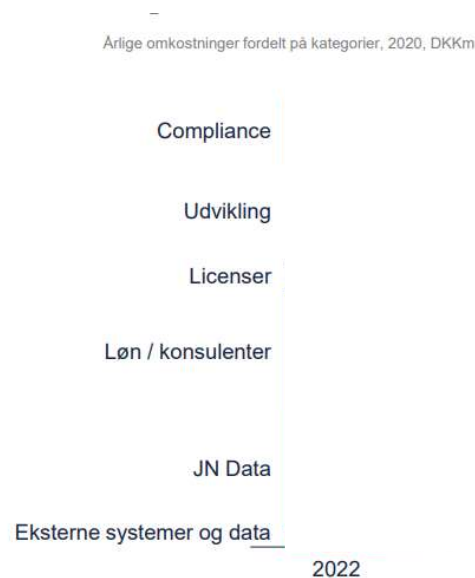 Årlige omkostninger fordelt på kategorier, 2020, DKKm
Compliance
Udvikling
Licenser
Løn / konsulenter
JN Data
Eksterne systemer og data
2022